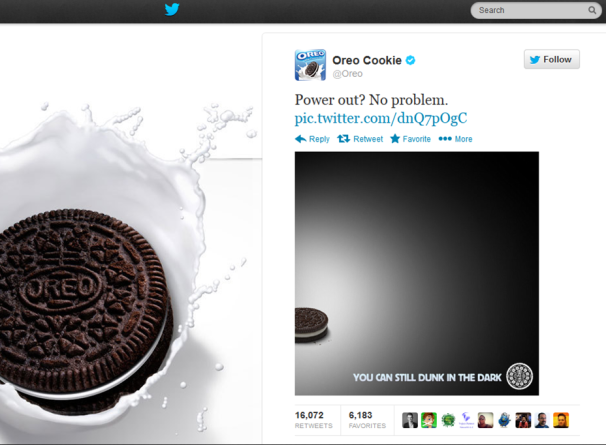 Search
OREO
Oreo Cookie
@Oreo
Follow
Power out? No problem.
pic.twitter.com/dnQ7pOgC
Reply Retweet Favorite More
OREO
YOU CAN STILL DUNK IN THE DARK
16,072 6,183
RETWEETS FAVORITES